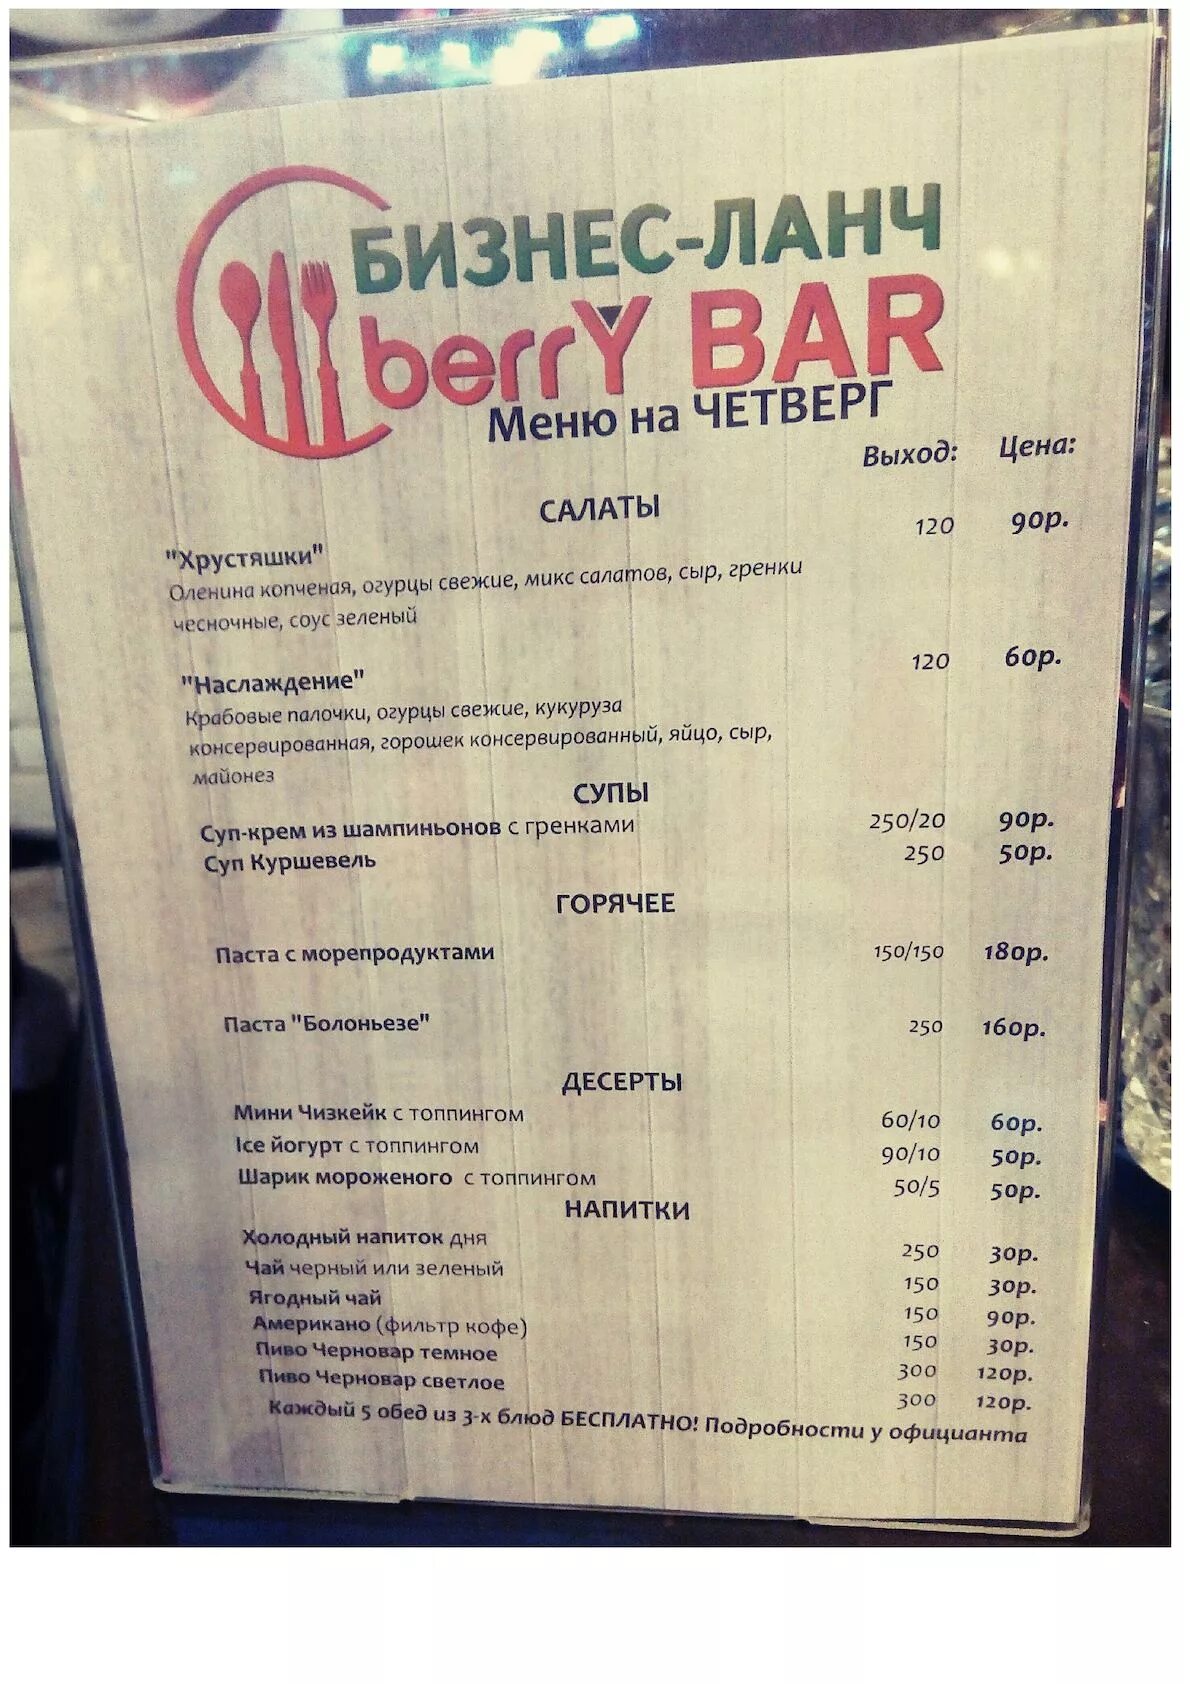 БИЗНЕС-ЛАНЧ
berrY BAR
Меню на ЧЕТВЕРГ
Выход: Цена:
САЛАТЫ
"Хрустяшки" 120 90р.
Оленина копченая, огурцы свежие, микс салатов, сыр, гренки
чесночные, соус зеленый
"Наслаждение" 120 60р.
Крабовые палочки, огурцы свежие, кукуруза
консервированная, горошек консервированный, яйцо, сыр,
майонез
СУПЫ
Суп-крем из шампиньонов с гренками 250/20 90р.
Суп Куршевель 250 50р.
ГОРЯЧЕЕ
Паста с морепродуктами 150/150 180р.
Паста "Болоньезе" 250 160р.
ДЕСЕРТЫ
Мини Чизкейк с топпингом 60/10 60р.
Ice йогурт с топпингом 90/10 50р.
Шарик мороженого с топпингом 50/5 50р.
НАПИТКИ
Холодный напиток дня 250 30р.
Чай черный или зеленый 150 30р.
Ягодный чай 150 90р.
Американо (фильтр кофе) 150 30р.
Пиво Черновар темное 300 120р.
Пиво Черновар светлое 300 120р.
Каждый 5 обед из 3-х блюд БЕСПЛАТНО! Подробности у официанта